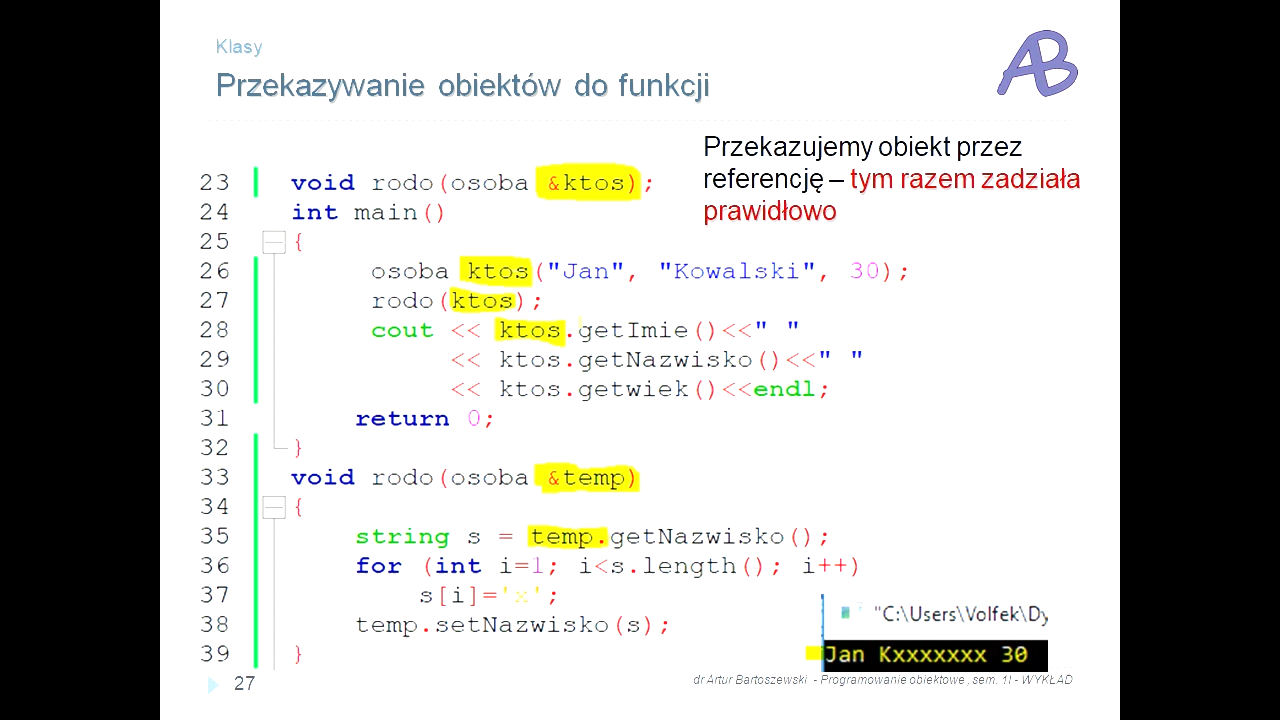 Klasy
Przekazywanie obiektów do funkcji
AB
Przekazujemy obiekt przez
referencję – tym razem zadziała
prawidłowo
23 void rodo(osoba &ktos);
24 int main()
25 {
26 osoba ktos("Jan", "Kowalski", 30);
27 rodo(ktos);
28 cout << ktos.getImie()<<" "
29 << ktos.getNazwisko()<<" "
30 << ktos.getwiek()<<endl;
31 return 0;
32 }
33 void rodo(osoba &temp)
34 {
35 string s = temp.getNazwisko();
36 for (int i=1; i<s.length(); i++)
37 s[i]='x';
38 temp.setNazwisko(s);
39 }
"C:\Users\Volfek\Dy
Jan Kxxxxxxx 30
27
dr Artur Bartoszewski - Programowanie obiektowe, sem. 1I - WYKŁAD